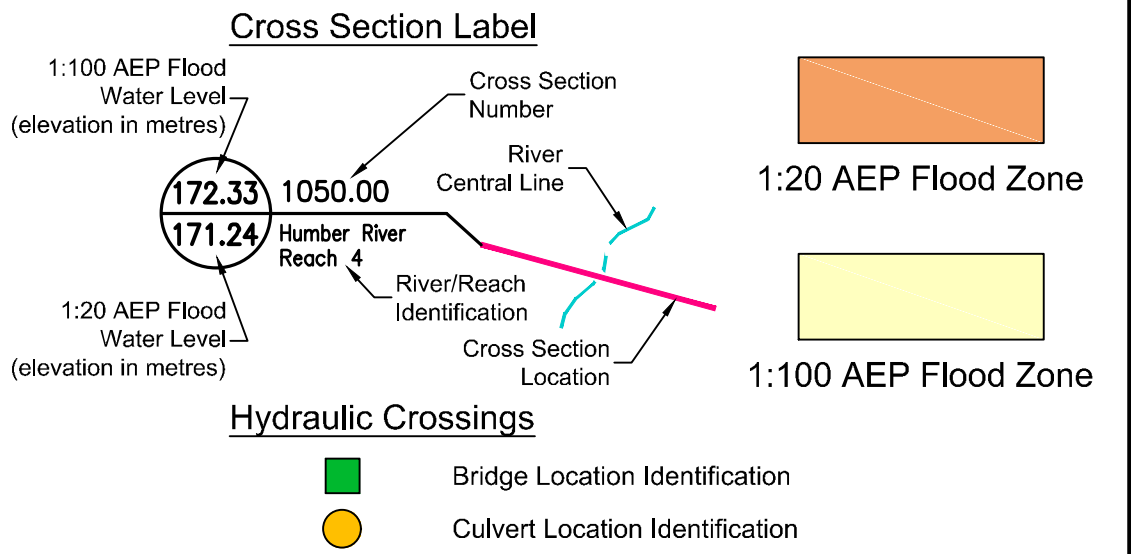 Cross Section Label
1:100 AEP Flood
Water Level
(elevation in metres)
Cross Section
Number
River
Central Line
172.33
1050.00
171.24
Humber River
Reach 4
River/Reach
Identification
1:20 AEP Flood
Water Level
(elevation in metres)
Cross Section
Location
1:20 AEP Flood Zone
1:100 AEP Flood Zone
Hydraulic Crossings
Bridge Location Identification
Culvert Location Identification